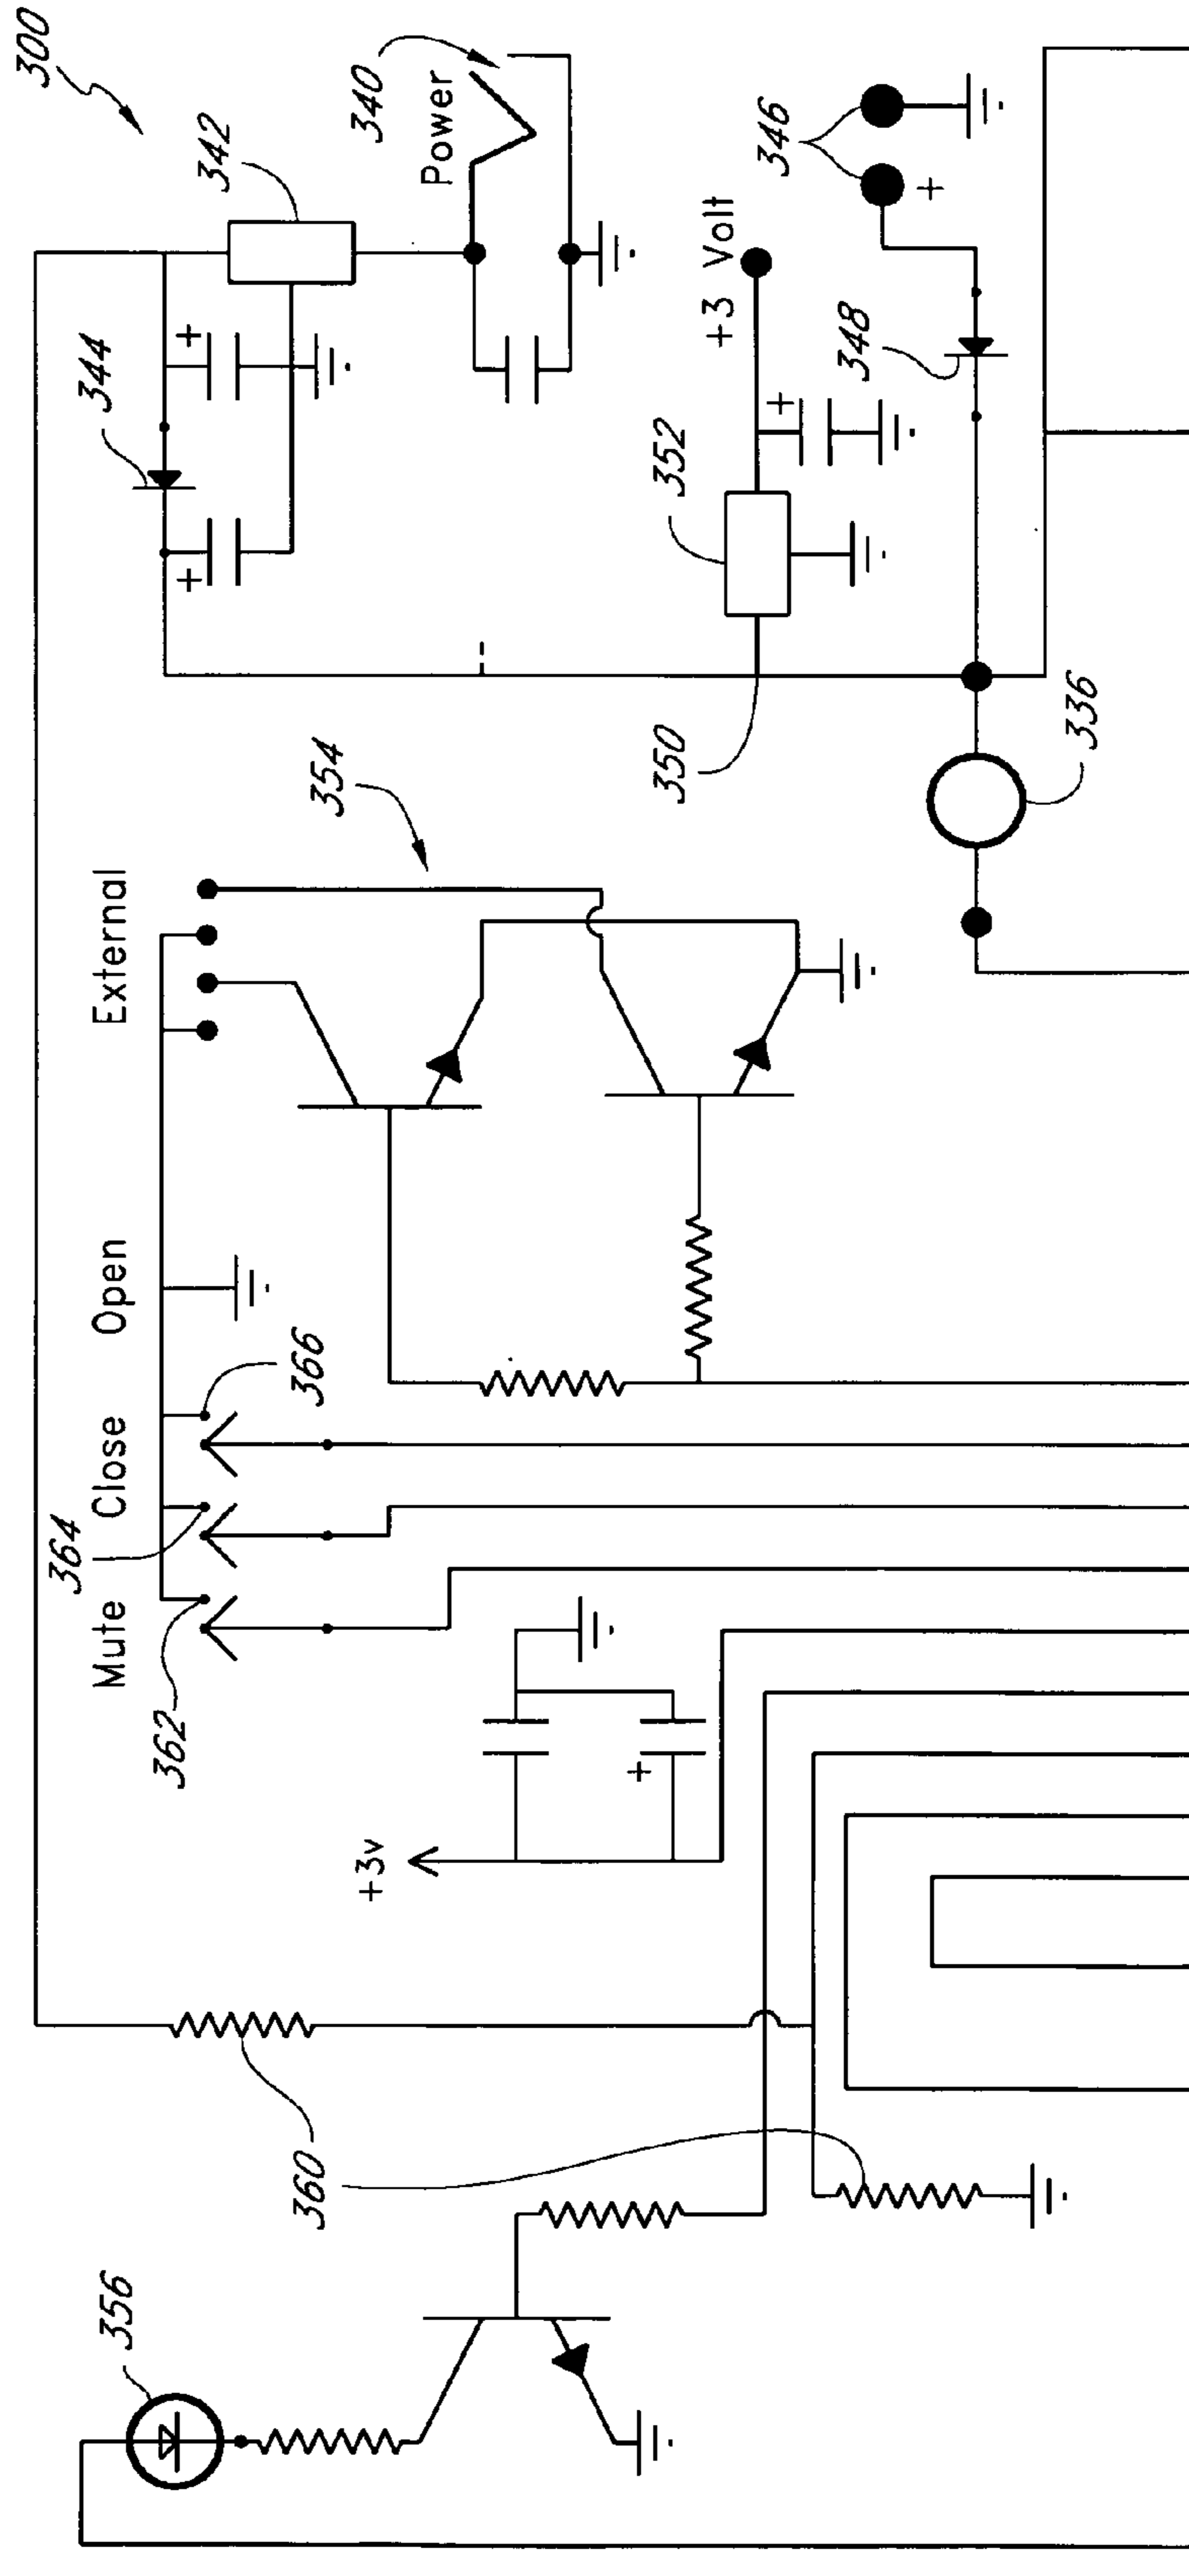 300
342
340
Power
344
346
+3 Volt
+
348
352
350
336
354
External
Open
366
Close
364
Mute
362
+3v
360
356
+
+
+
+